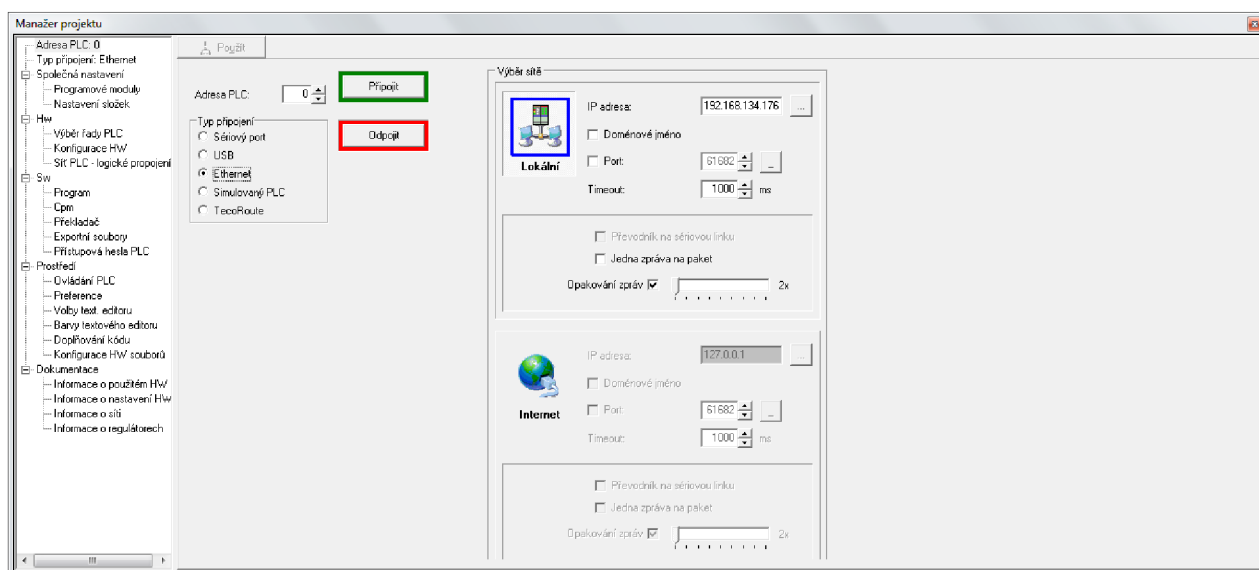 Manažer projektu
Adresa PLC: 0
Typ připojení: Ethernet
Společná nastavení
Programové moduly
Nastavení složek
Hw
Výběr řady PLC
Konfigurace HW
Síť PLC - logické propojení
Sw
Program
Cpm
Překladač
Exportní soubory
Přístupová hesla PLC
Prostředí
Ovládání PLC
Preference
Volby text. editoru
Barvy textového editoru
Doplňování kódu
Konfigurace HW souborů
Dokumentace
Informace o použitém HW
Informace o nastavení HW
Informace o síti
Informace o regulátorech
Použít
Adresa PLC: 0
Připojit
Odpojit
Typ připojení
Sériový port
USB
Ethernet
Simulovaný PLC
TecoRoute
Výběr sítě
Lokální
IP adresa: 192.168.134.176 ...
Doménové jméno
Port: 61682 _
Timeout: 1000 ms
Převodník na sériovou linku
Jedna zpráva na paket
Opakování zpráv 2x
Internet
IP adresa: 127.0.0.1 ...
Doménové jméno
Port 61682 _
Timeout: 1000 ms
Převodník na sériovou linku
Jedna zpráva na paket
Opakování zpráv 2x